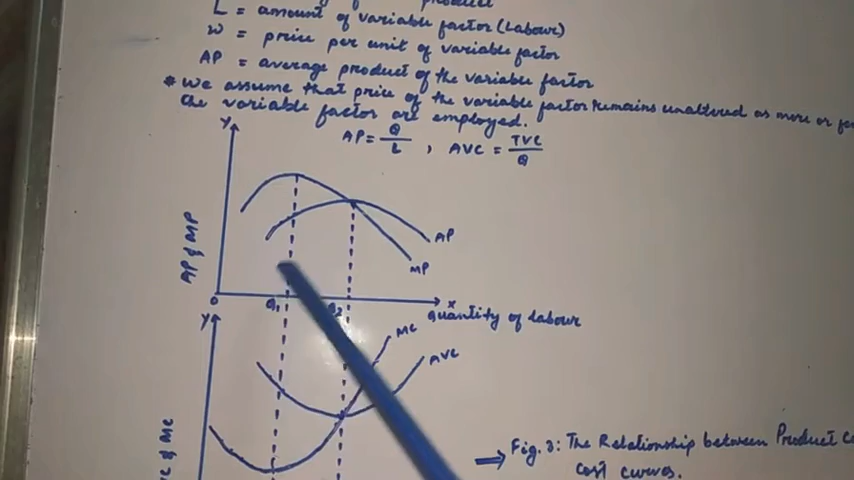 product
L = amount of variable factor (Labour)
w = price per unit of variable factor
AP = average product of the variable factor
* We assume that price of the variable factor remains unaltered as more or
the variable factor are employed.
AP = Q/L , AVC = TVC/Q
Y
AP & MP
AP
MP
O
Q1
Q2
X
Quantity of Labour
Y
MC
AVC
& MC
⇒ Fig. 3: The Relationship between Product
cost curves.